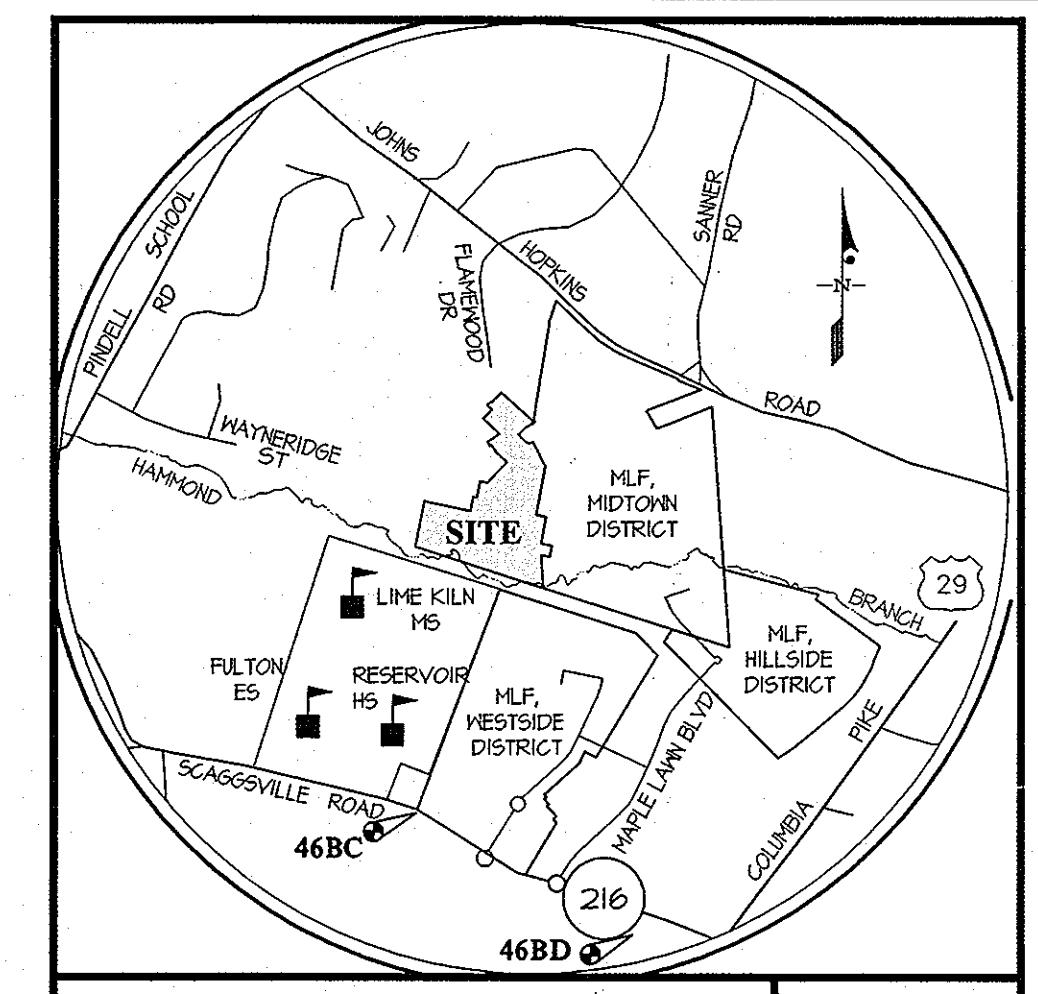 JOHNS
HOPKINS
ROAD
SANNER
RD
PINDELL
SCHOOL
RD
FLAMEWOOD
DR
N
WAYNERIDGE
ST
HAMMOND
BRANCH
SITE
MLF,
MIDTOWN
DISTRICT
29
LIME KILN
MS
FULTON
ES
RESERVOIR
HS
MLF,
WESTSIDE
DISTRICT
MLF,
HILLSIDE
DISTRICT
MAPLE LAWN BLVD
COLUMBIA
PIKE
SCAGGSVILLE ROAD
46BC
216
46BD